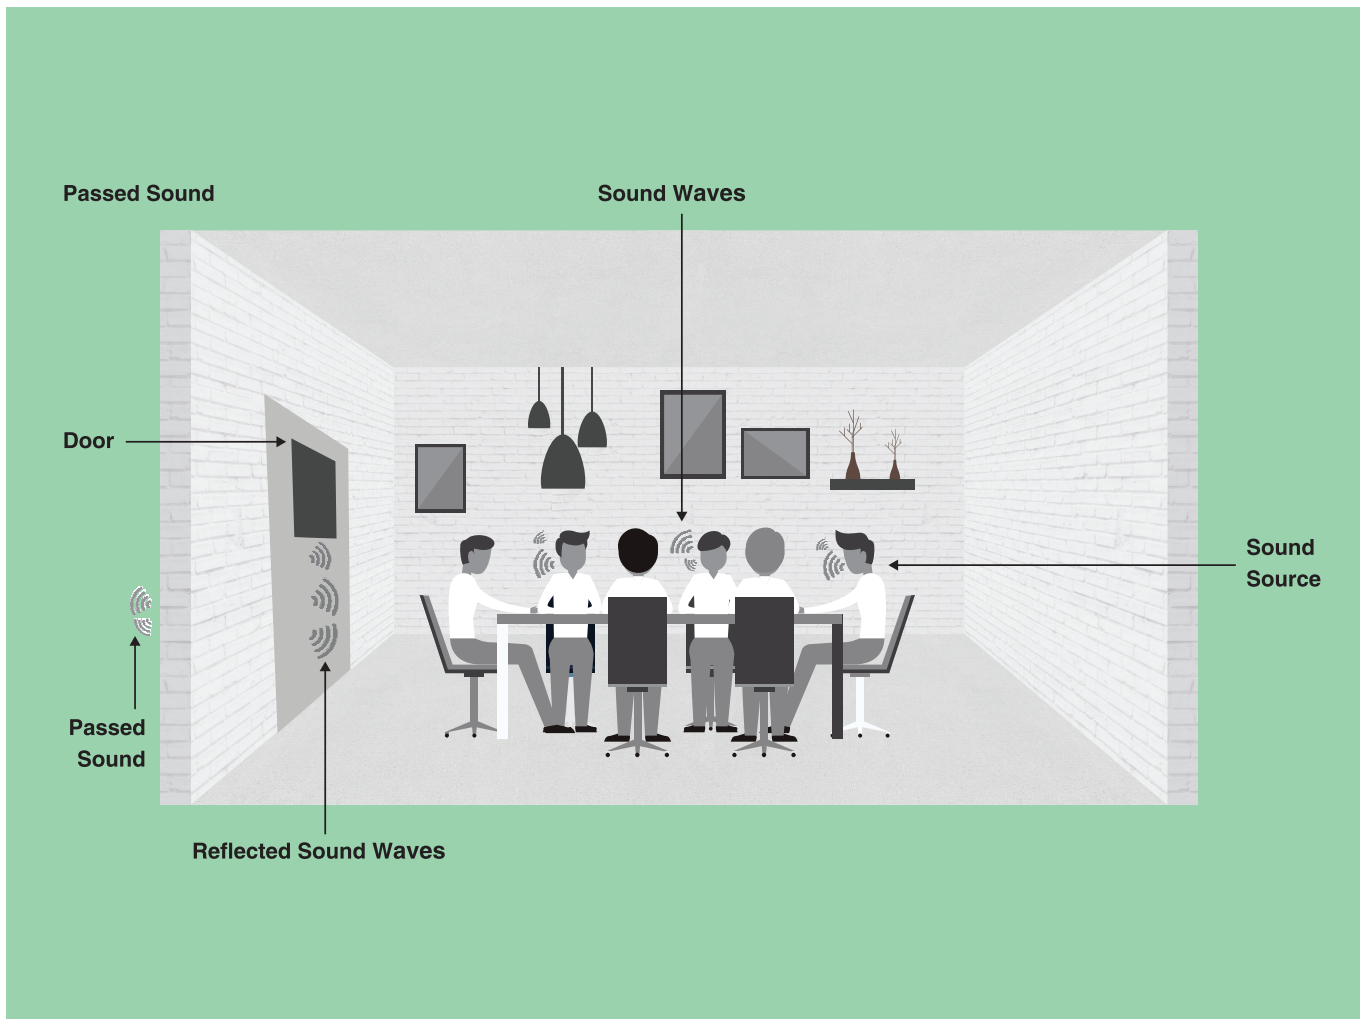 Passed Sound
Sound Waves
Door
Sound
Source
Passed
Sound
Reflected Sound Waves